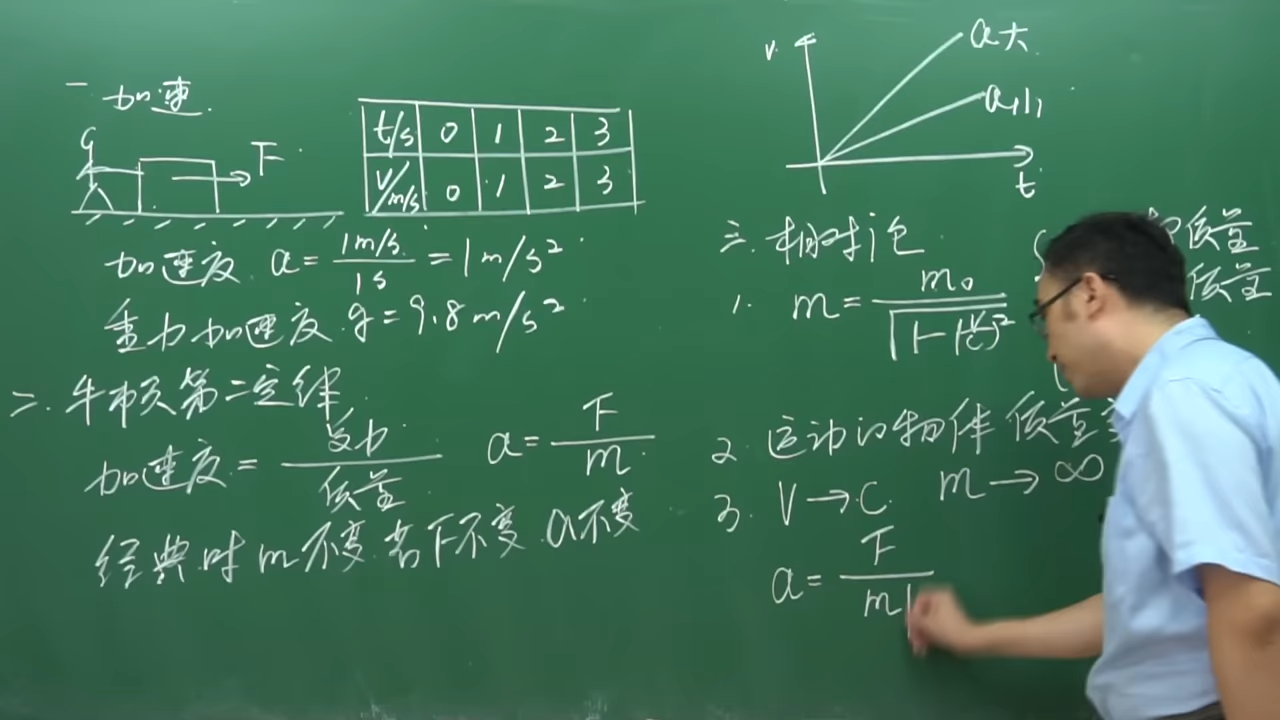 一 加速
F
t/s 0 1 2 3
V/m/s 0 1 2 3
加速度 a = 1m/s / 1s = 1m/s²
重力加速度 g = 9.8m/s²
二. 牛顿第二定律
加速度 = 受力 / 质量 a = F / m
经典时 m不变 若F不变 a不变
v
a大
a小
t
三. 相对论
质量
质量
1. m = m₀ / √1-(V/C)²
2. 运动的物体质量
3. V→C. m→∞
a = F / m